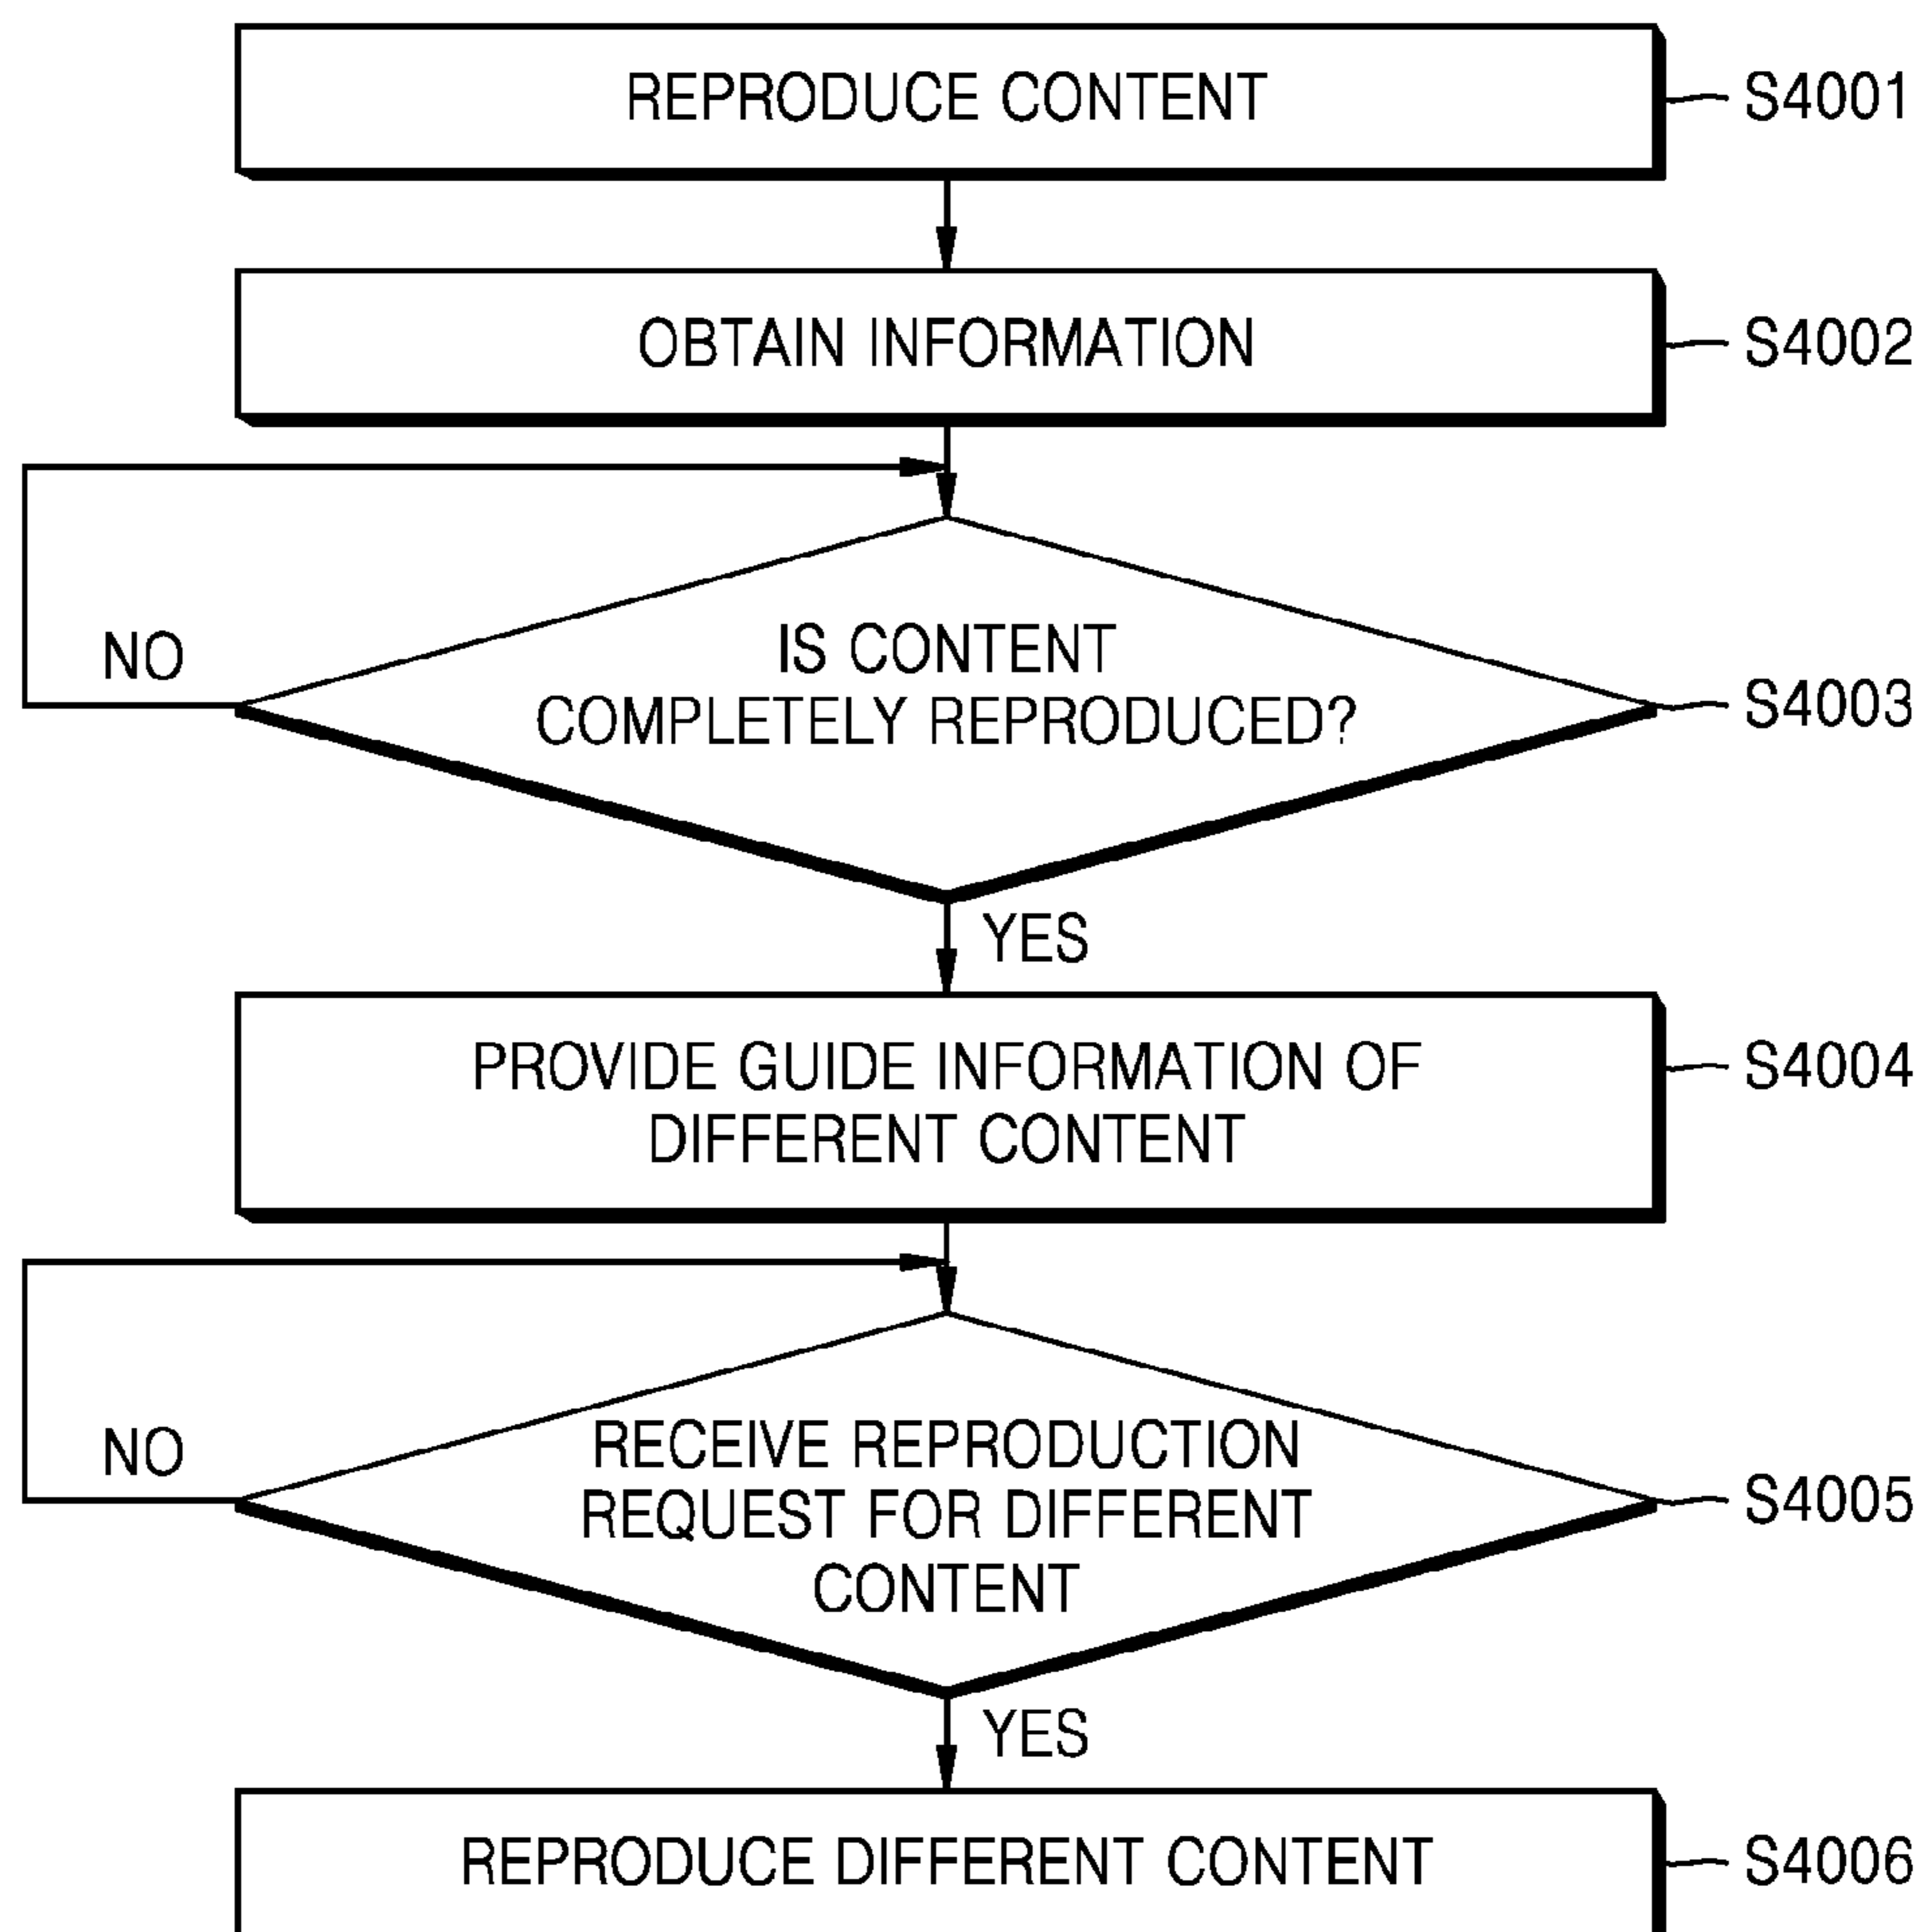 REPRODUCE CONTENT
S4001
OBTAIN INFORMATION
S4002
IS CONTENT
COMPLETELY REPRODUCED?
NO
S4003
YES
PROVIDE GUIDE INFORMATION OF
DIFFERENT CONTENT
S4004
RECEIVE REPRODUCTION
REQUEST FOR DIFFERENT
CONTENT
NO
S4005
YES
REPRODUCE DIFFERENT CONTENT
S4006